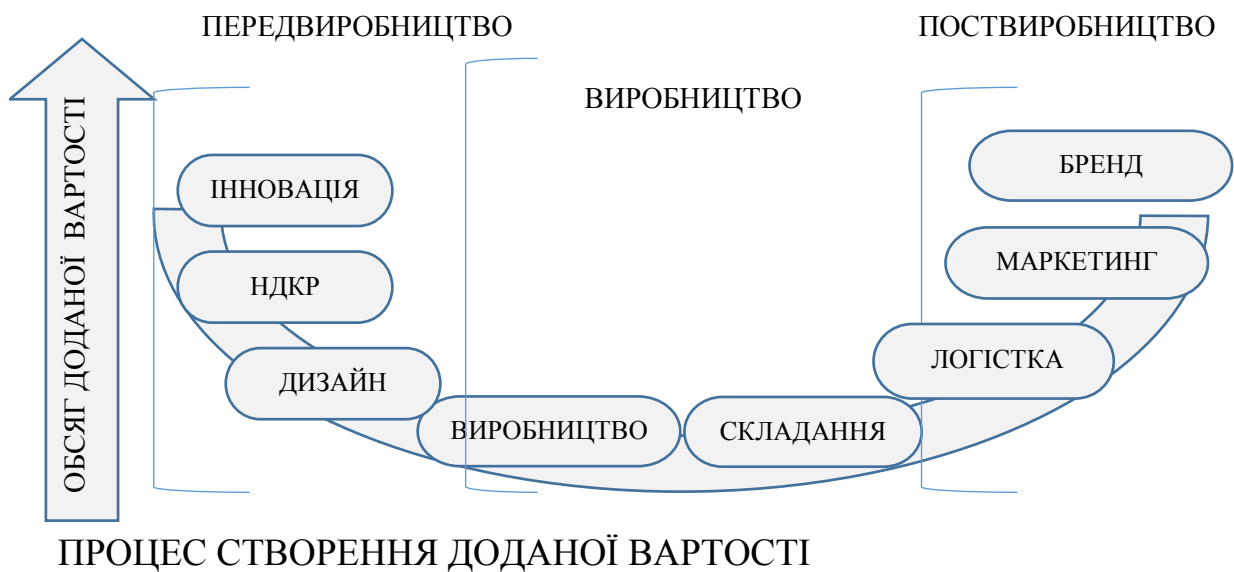 ПЕРЕДВИРОБНИЦТВО
ПОСТВИРОБНИЦТВО
ВИРОБНИЦТВО
ОБСЯГ ДОДАНОЇ ВАРТОСТІ
ІННОВАЦІЯ
НДКР
ДИЗАЙН
ВИРОБНИЦТВО
СКЛАДАННЯ
ЛОГІСТКА
МАРКЕТИНГ
БРЕНД
ПРОЦЕС СТВОРЕННЯ ДОДАНОЇ ВАРТОСТІ